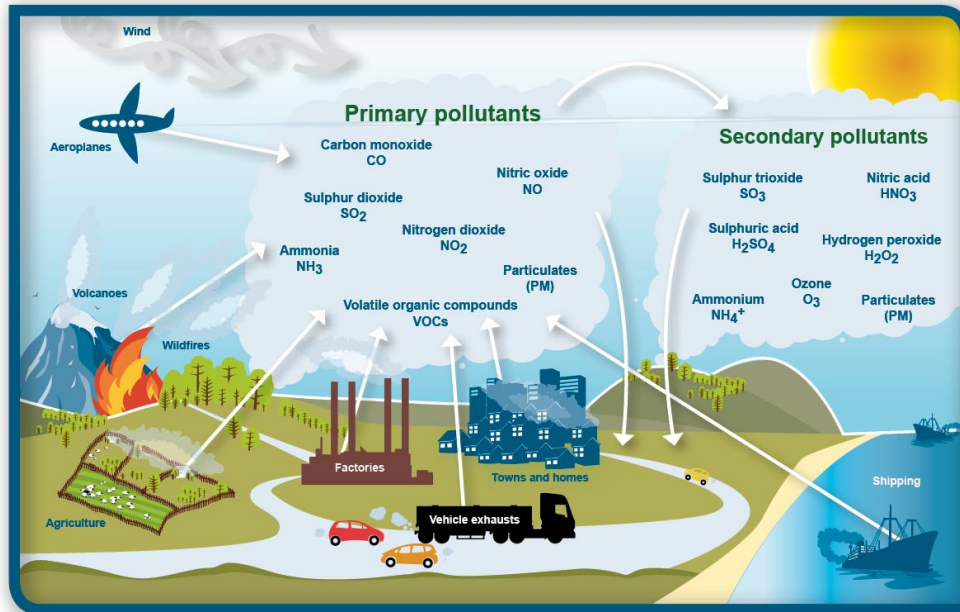 Wind
Aeroplanes
Primary pollutants
Carbon monoxide
CO
Nitric oxide
NO
Sulphur dioxide
SO₂
Nitrogen dioxide
NO₂
Ammonia
NH₃
Particulates
(PM)
Volatile organic compounds
VOCs
Secondary pollutants
Sulphur trioxide
SO₃
Nitric acid
HNO₃
Sulphuric acid
H₂SO₄
Hydrogen peroxide
H₂O₂
Ozone
O₃
Ammonium
NH₄⁺
Particulates
(PM)
Volcanoes
Wildfires
Agriculture
Factories
Towns and homes
Vehicle exhausts
Shipping